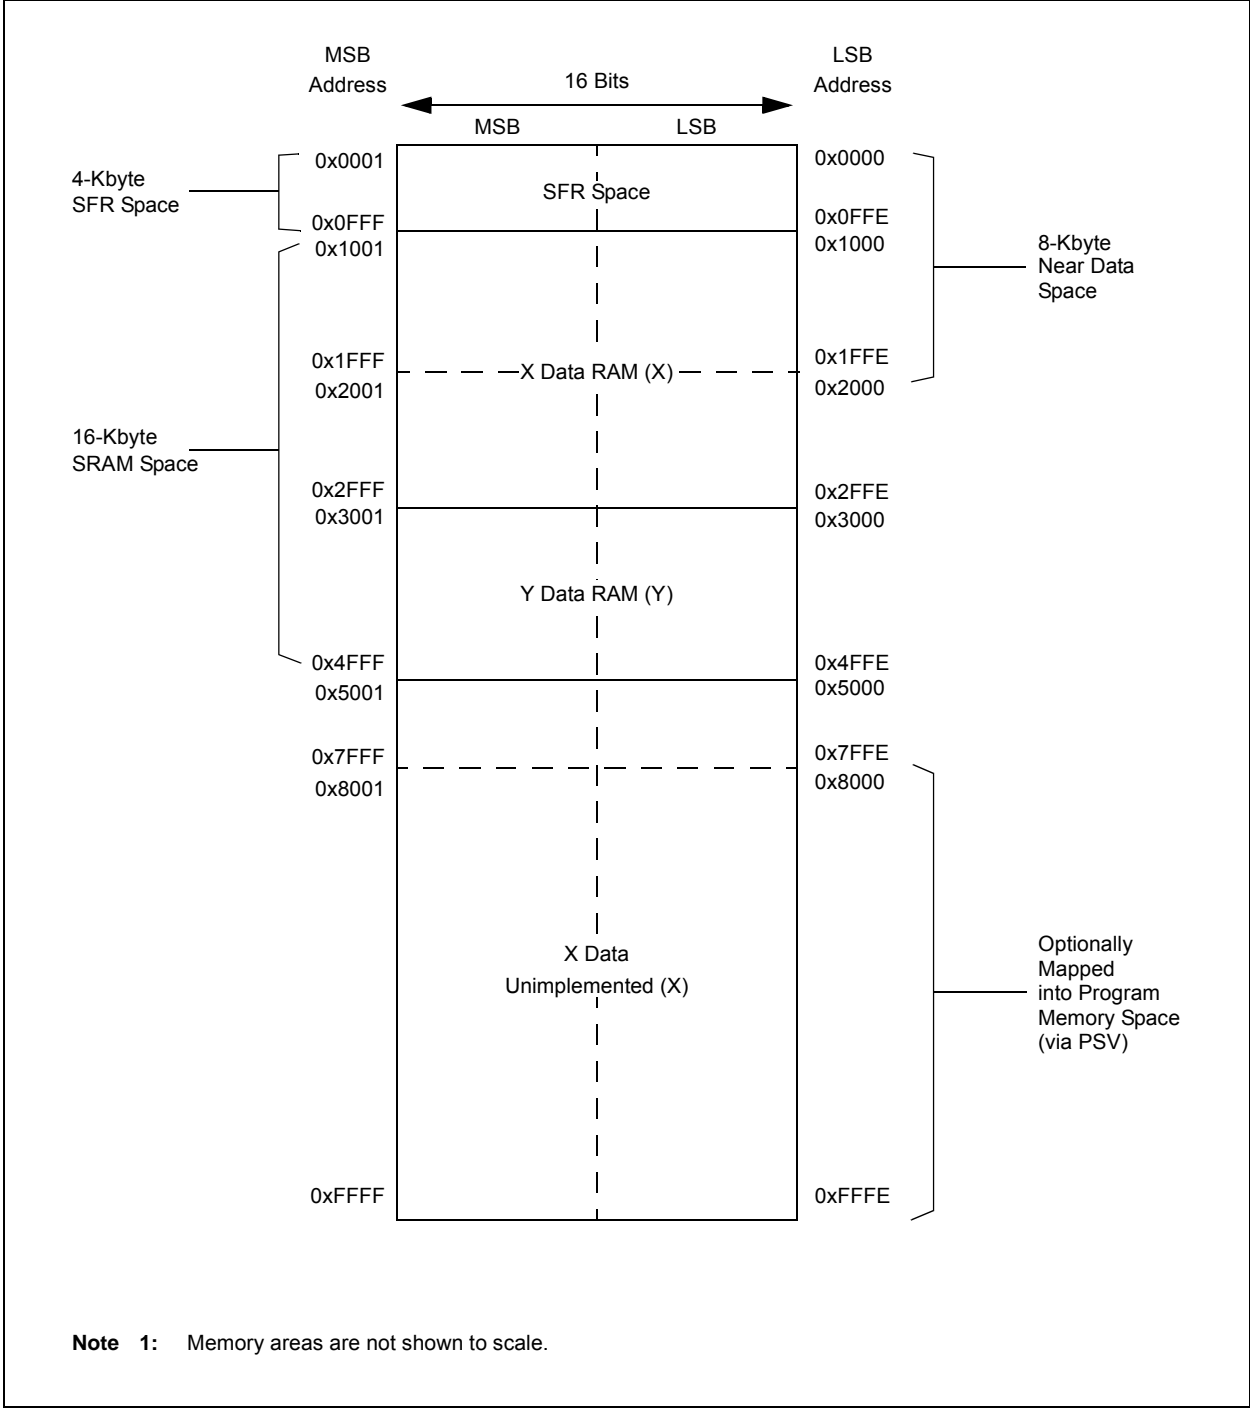 MSB
Address
LSB
Address
16 Bits
MSB
LSB
0x0001
0x0000
4-Kbyte
SFR Space
SFR Space
0x0FFF
0x0FFE
0x1001
0x1000
8-Kbyte
Near Data
Space
0x1FFF
0x1FFE
X Data RAM (X)
0x2001
0x2000
16-Kbyte
SRAM Space
0x2FFF
0x2FFE
0x3001
0x3000
Y Data RAM (Y)
0x4FFF
0x4FFE
0x5001
0x5000
0x7FFF
0x7FFE
0x8001
0x8000
X Data
Unimplemented (X)
Optionally
Mapped
into Program
Memory Space
(via PSV)
0xFFFF
0xFFFE
Note 1: Memory areas are not shown to scale.